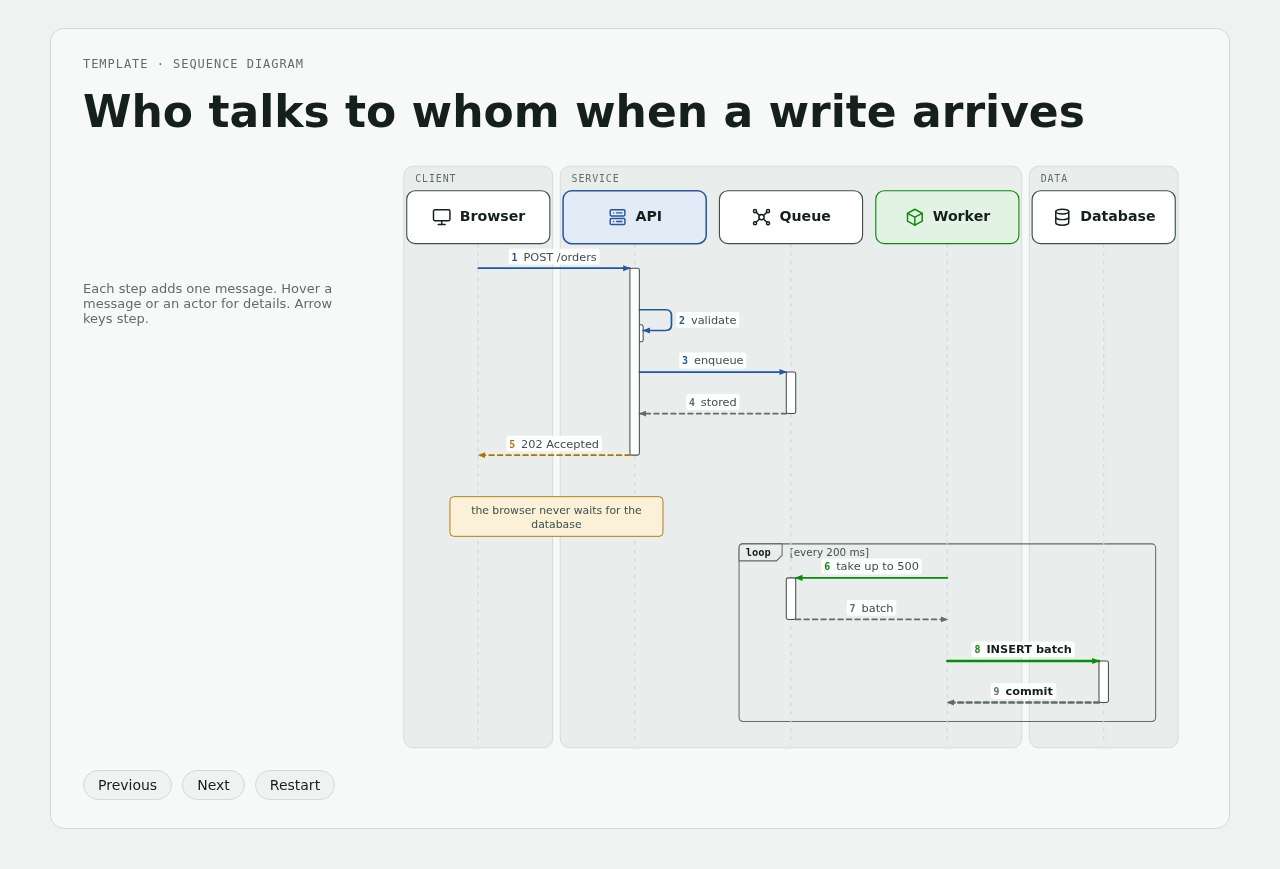 TEMPLATE · SEQUENCE DIAGRAM
Who talks to whom when a write arrives
Each step adds one message. Hover a
message or an actor for details. Arrow
keys step.
CLIENT
SERVICE
DATA
Browser
API
Queue
Worker
Database
1 POST /orders
2 validate
3 enqueue
4 stored
5 202 Accepted
the browser never waits for the
database
loop [every 200 ms]
6 take up to 500
7 batch
8 INSERT batch
9 commit
Previous
Next
Restart